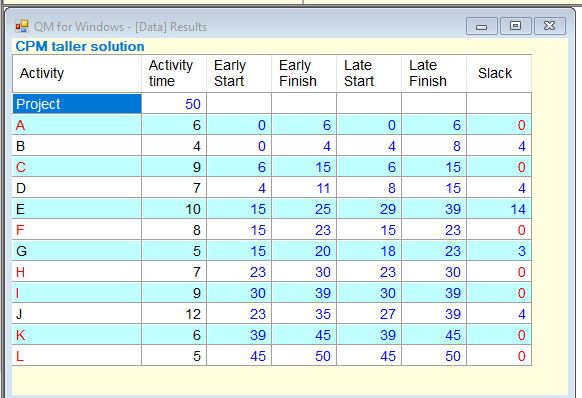 QM for Windows - [Data] Results
CPM taller solution
Activity Activity time Early Start Early Finish Late Start Late Finish Slack
Project 50
A 6 0 6 0 6 0
B 4 0 4 4 8 4
C 9 6 15 6 15 0
D 7 4 11 8 15 4
E 10 15 25 29 39 14
F 8 15 23 15 23 0
G 5 15 20 18 23 3
H 7 23 30 23 30 0
I 9 30 39 30 39 0
J 12 23 35 27 39 4
K 6 39 45 39 45 0
L 5 45 50 45 50 0